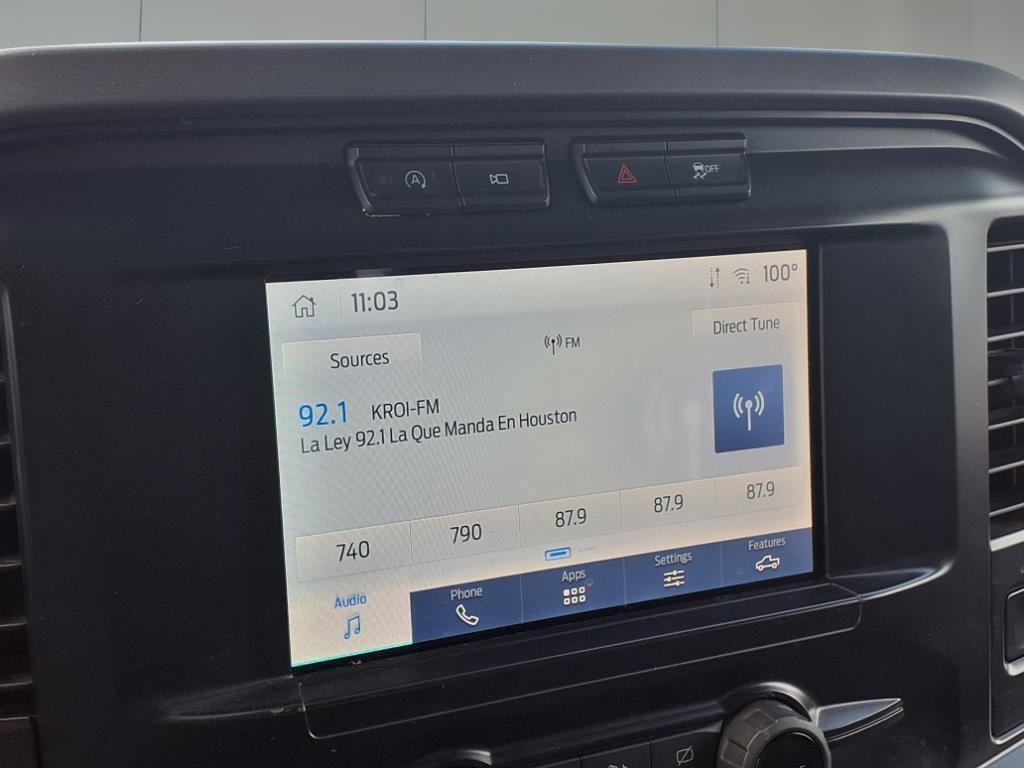 A
OFF
11:03
100°
Sources
FM
Direct Tune
92.1 KROI-FM
La Ley 92.1 La Que Manda En Houston
740 790 87.9 87.9 87.9
Audio Phone Apps Settings Features